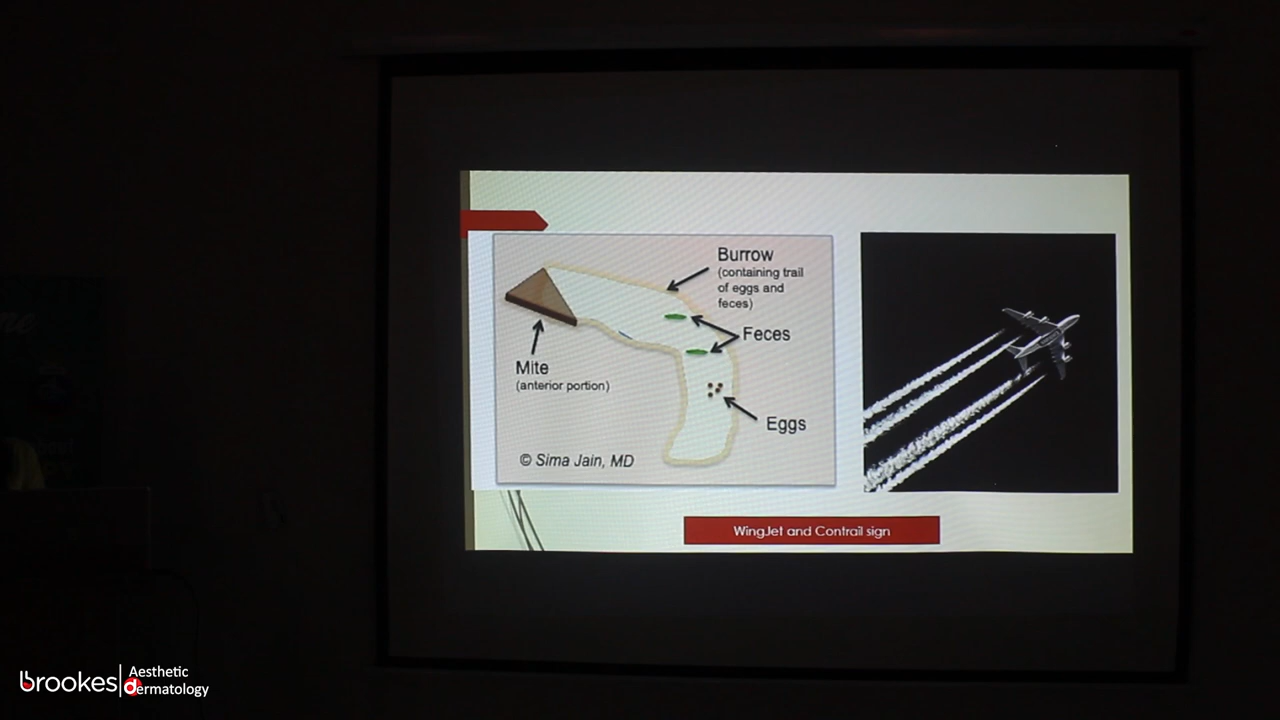 Burrow
(containing trail
of eggs and
feces)
Feces
Mite
(anterior portion)
Eggs
© Sima Jain, MD
WingJet and Contrail sign
brookes
Aesthetic
dermatology